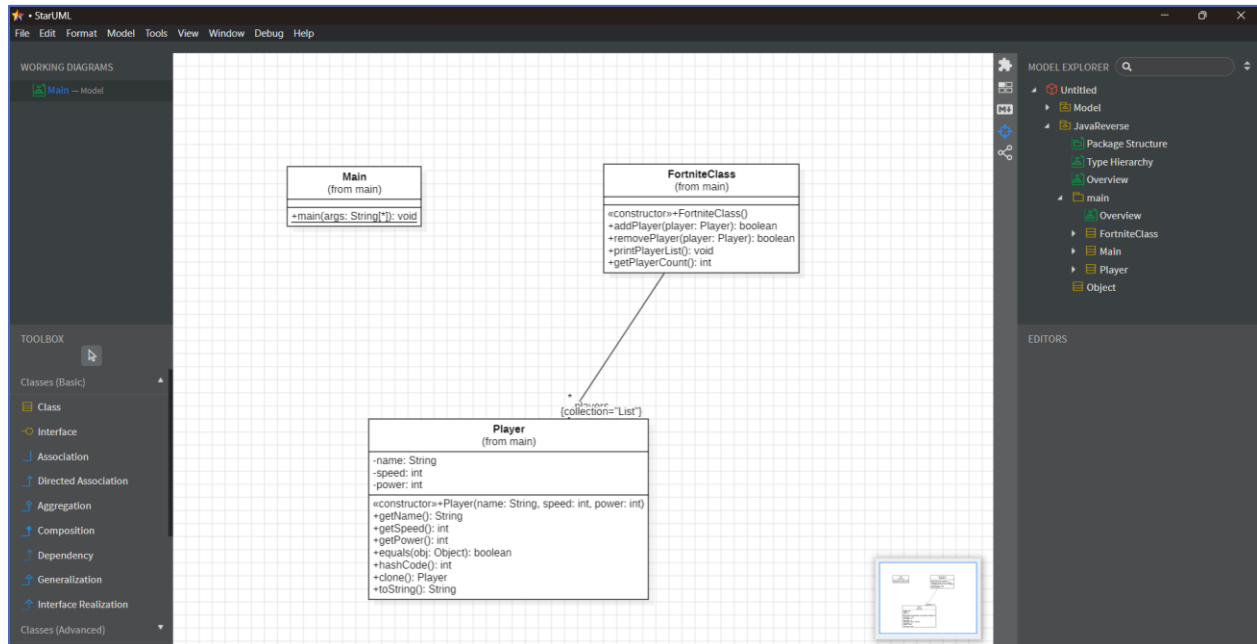 • StarUML
File Edit Format Model Tools View Window Debug Help
WORKING DIAGRAMS
Main — Model
TOOLBOX
Classes (Basic)
Class
Interface
Association
Directed Association
Aggregation
Composition
Dependency
Generalization
Interface Realization
Classes (Advanced)
Main
(from main)
+main(args: String[*]): void
FortniteClass
(from main)
«constructor»+FortniteClass()
+addPlayer(player: Player): boolean
+removePlayer(player: Player): boolean
+printPlayerList(): void
+getPlayerCount(): int
*
players
{collection="List"}
Player
(from main)
-name: String
-speed: int
-power: int
«constructor»+Player(name: String, speed: int, power: int)
+getName(): String
+getSpeed(): int
+getPower(): int
+equals(obj: Object): boolean
+hashCode(): int
+clone(): Player
+toString(): String
MODEL EXPLORER
Untitled
Model
JavaReverse
Package Structure
Type Hierarchy
Overview
main
Overview
FortniteClass
Main
Player
Object
EDITORS